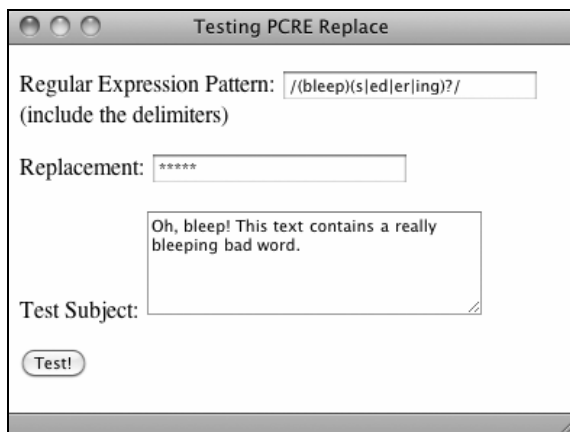 Testing PCRE Replace
Regular Expression Pattern: /(bleep)(s|ed|er|ing)?/
(include the delimiters)
Replacement: *****
Oh, bleep! This text contains a really
bleeping bad word.
Test Subject:
Test!